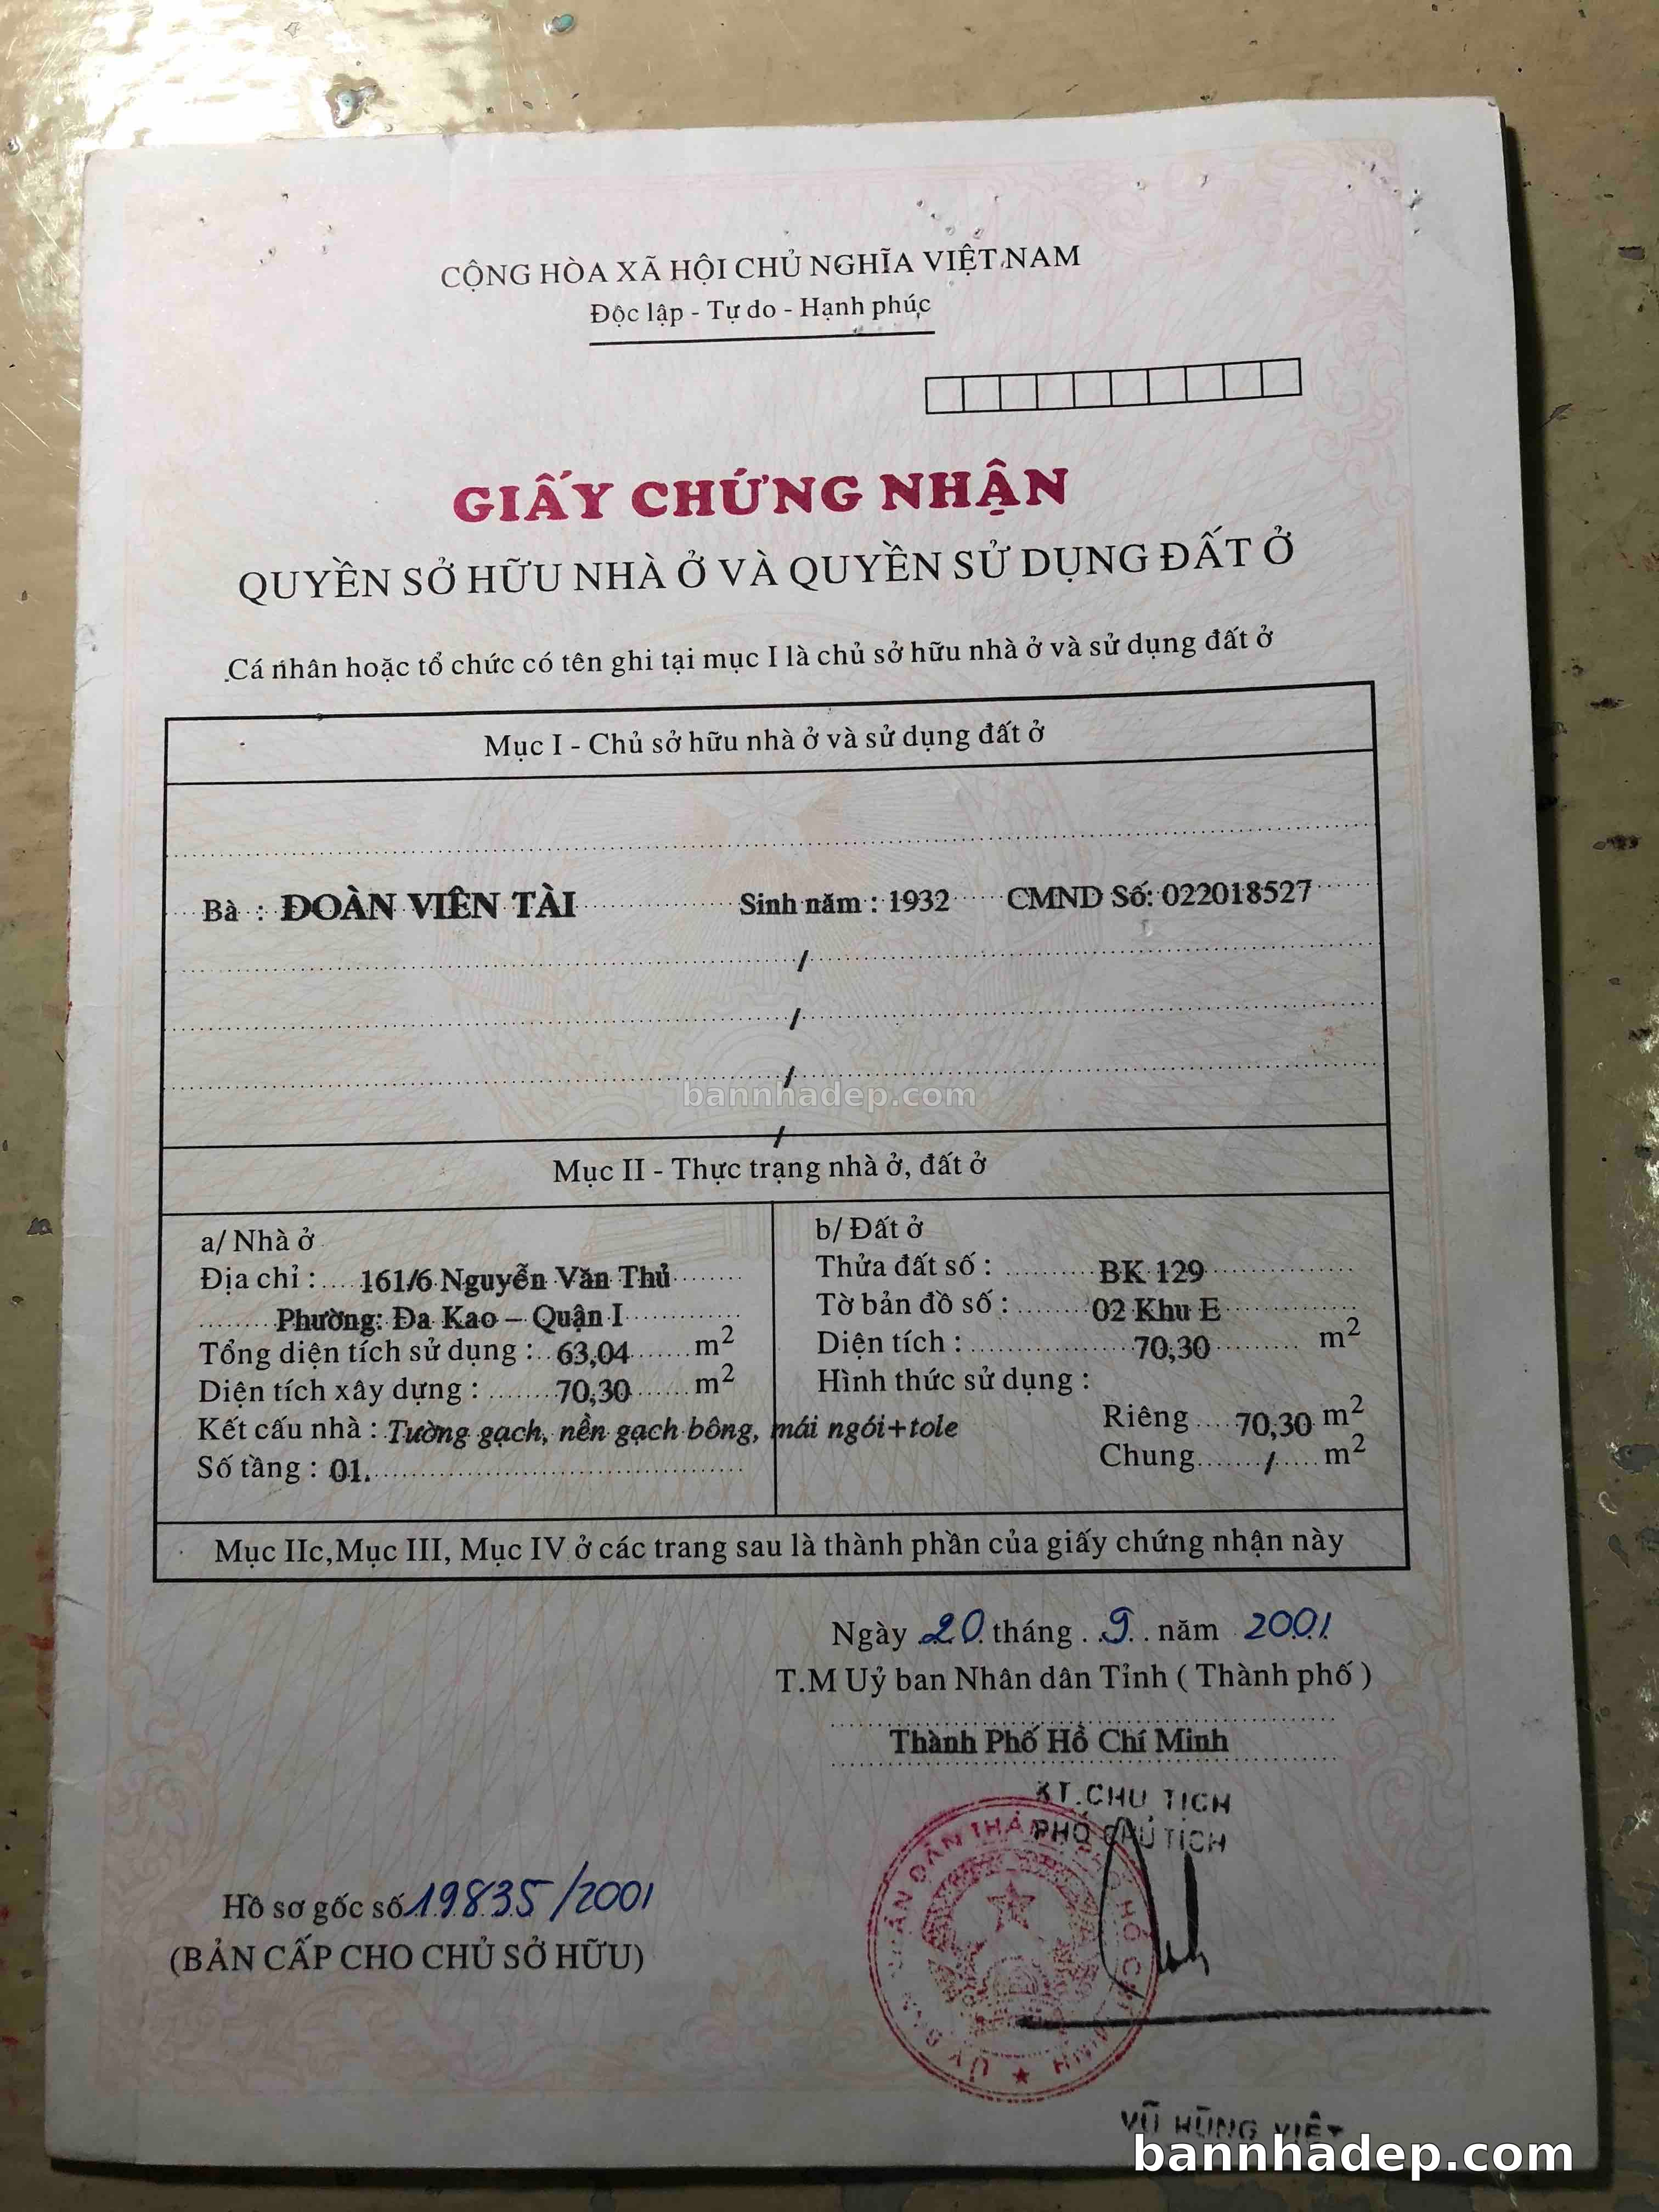 CỘNG HÒA XÃ HỘI CHỦ NGHĨA VIỆT NAM
Độc lập - Tự do - Hạnh phúc
GIẤY CHỨNG NHẬN
QUYỀN SỞ HỮU NHÀ Ở VÀ QUYỀN SỬ DỤNG ĐẤT Ở
Cá nhân hoặc tổ chức có tên ghi tại mục I là chủ sở hữu nhà ở và sử dụng đất ở
Mục I - Chủ sở hữu nhà ở và sử dụng đất ở
Bà : ĐOÀN VIÊN TÀI Sinh năm : 1932 CMND Số: 022018527
/
/
/
bannhadep.com
/
Mục II - Thực trạng nhà ở, đất ở
a/ Nhà ở
Địa chỉ : 161/6 Nguyễn Văn Thủ
Phường: Đa Kao – Quận I
Tổng diện tích sử dụng : 63,04 m2
Diện tích xây dựng : 70,30 m2
Kết cấu nhà : Tường gạch, nền gạch bông, mái ngói+tole
Số tầng : 01.
b/ Đất ở
Thửa đất số : BK 129
Tờ bản đồ số : 02 Khu E
Diện tích : 70,30 m2
Hình thức sử dụng :
Riêng 70,30 m2
Chung / m2
Mục IIc,Mục III, Mục IV ở các trang sau là thành phần của giấy chứng nhận này
Ngày 20 tháng 9 năm 2001
T.M Uỷ ban Nhân dân Tỉnh ( Thành phố )
Thành Phố Hồ Chí Minh
KT.CHỦ TỊCH
PHÓ CHỦ TỊCH
Hồ sơ gốc số 19835/2001
(BẢN CẤP CHO CHỦ SỞ HỮU)
VŨ HÙNG VIỆT
bannhadep.com